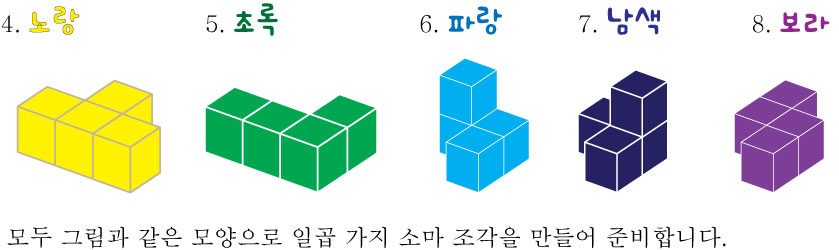 4. 노랑 5. 초록 6. 파랑 7. 남색 8. 보라
모두 그림과 같은 모양으로 일곱 가지 소마 조각을 만들어 준비합니다.